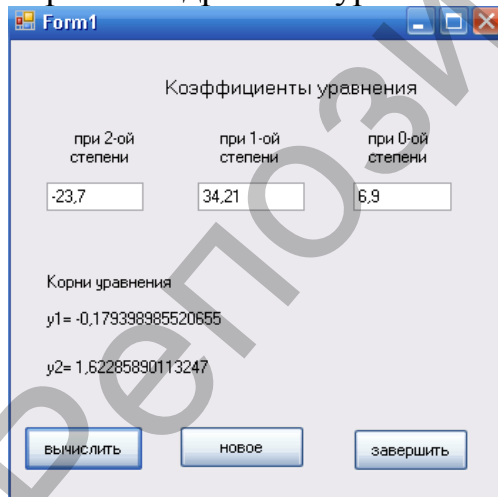 Form1
Коэффициенты уравнения
при 2-ой степени
при 1-ой степени
при 0-ой степени
-23,7
34,21
6,9
Корни уравнения
y1= -0,179398985520655
y2= 1,62285890113247
вычислить
новое
завершить